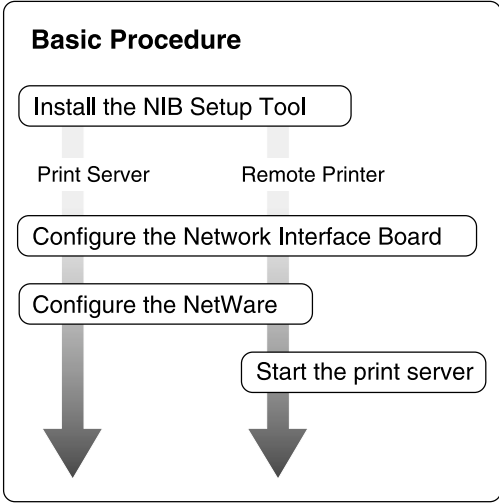 Basic Procedure
Install the NIB Setup Tool
Print Server
Remote Printer
Configure the Network Interface Board
Configure the NetWare
Start the print server